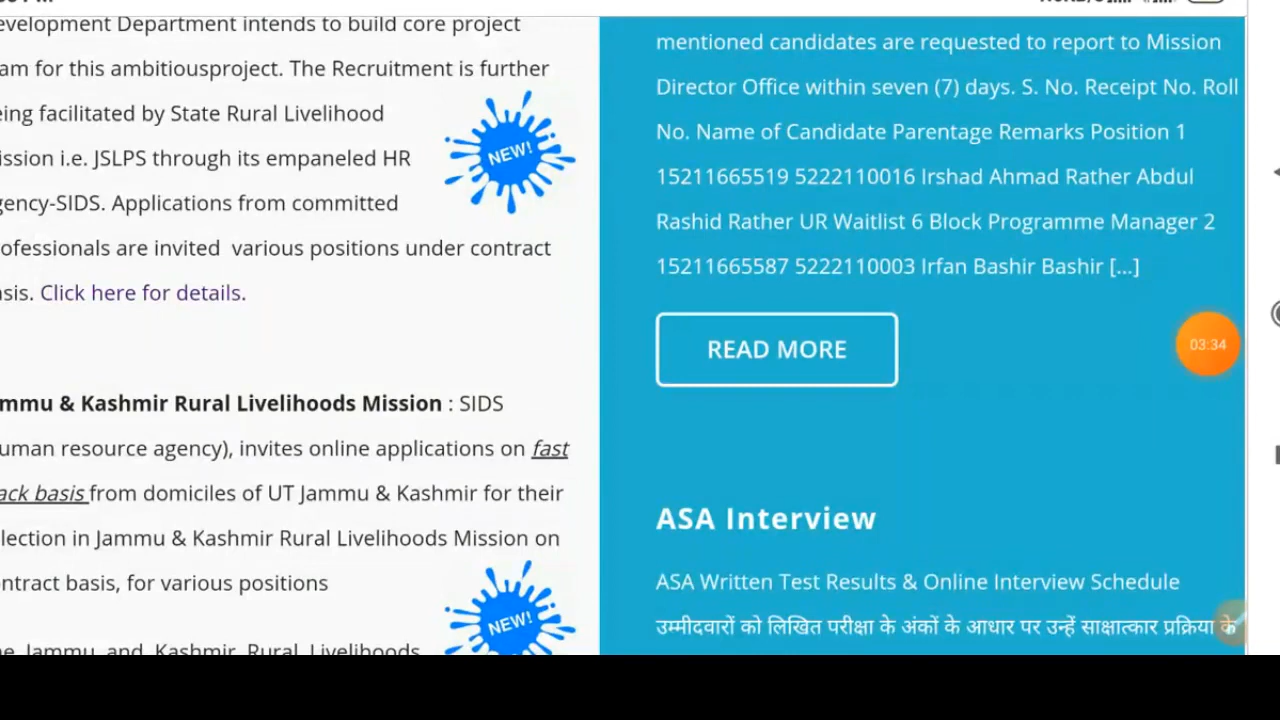 evelopment Department intends to build core project
am for this ambitiousproject. The Recruitment is further
eing facilitated by State Rural Livelihood
ission i.e. JSLPS through its empaneled HR
gency-SIDS. Applications from committed
ofessionals are invited various positions under contract
asis. Click here for details.
NEW!
mmu & Kashmir Rural Livelihoods Mission : SIDS
uman resource agency), invites online applications on fast
ack basis from domiciles of UT Jammu & Kashmir for their
lection in Jammu & Kashmir Rural Livelihoods Mission on
ntract basis, for various positions
NEW!
Jammu and Kashmir Rural Livelihoods
mentioned candidates are requested to report to Mission
Director Office within seven (7) days. S. No. Receipt No. Roll
No. Name of Candidate Parentage Remarks Position 1
15211665519 5222110016 Irshad Ahmad Rather Abdul
Rashid Rather UR Waitlist 6 Block Programme Manager 2
15211665587 5222110003 Irfan Bashir Bashir [...]
READ MORE
03:34
ASA Interview
ASA Written Test Results & Online Interview Schedule
उम्मीदवारों को लिखित परीक्षा के अंकों के आधार पर उन्हें साक्षात्कार प्रक्रिया के